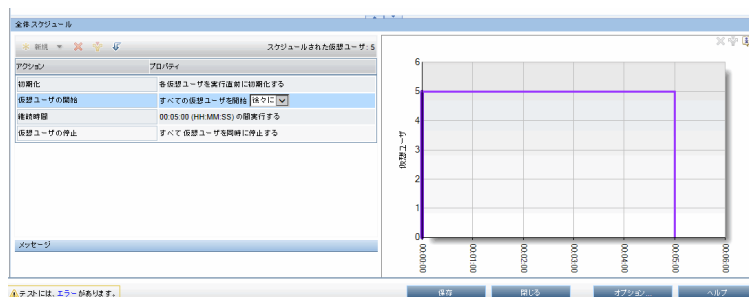 全体スケジュール
新規 スケジュールされた仮想ユーザ: 5
アクション プロパティ
初期化 各仮想ユーザを実行直前に初期化する
仮想ユーザの開始 すべての仮想ユーザを開始 徐々に
継続時間 00:05:00 (HH:MM:SS) の間実行する
仮想ユーザの停止 すべて 仮想ユーザを同時に停止する
メッセージ
仮想ユーザ
6
5
4
3
2
1
0
00:00:00 00:01:00 00:02:00 00:03:00 00:04:00 00:05:00 00:06:00
テストには、エラーがあります。
保存 閉じる オプション... ヘルプ